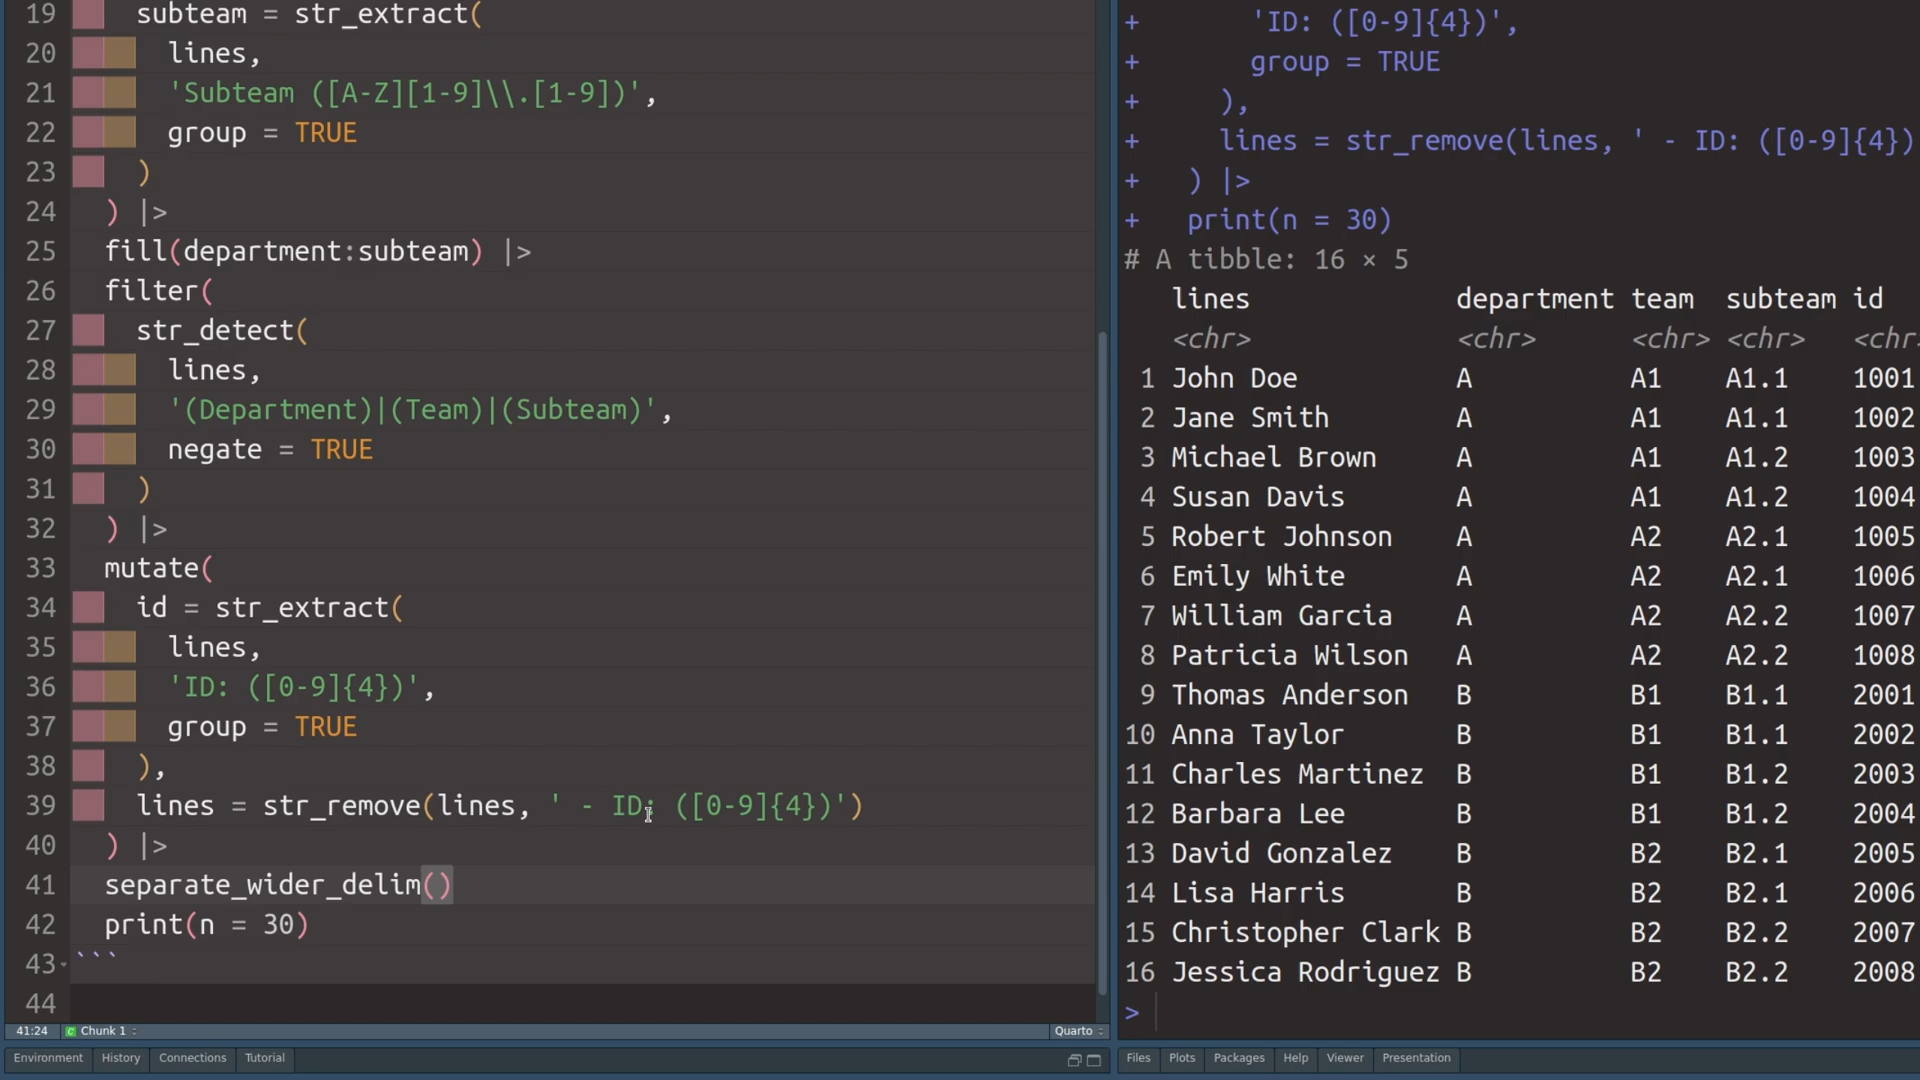 19 subteam = str_extract(
20 lines,
21 'Subteam ([A-Z][1-9]\\.[1-9])',
22 group = TRUE
23 )
24 ) |>
25 fill(department:subteam) |>
26 filter(
27 str_detect(
28 lines,
29 '(Department)|(Team)|(Subteam)',
30 negate = TRUE
31 )
32 ) |>
33 mutate(
34 id = str_extract(
35 lines,
36 'ID: ([0-9]{4})',
37 group = TRUE
38 ),
39 lines = str_remove(lines, ' - ID: ([0-9]{4})')
40 ) |>
41 separate_wider_delim()
42 print(n = 30)
43 ```
44
41:24 Chunk 1 Quarto
Environment History Connections Tutorial
+ 'ID: ([0-9]{4})',
+ group = TRUE
+ ),
+ lines = str_remove(lines, ' - ID: ([0-9]{4})
+ ) |>
+ print(n = 30)
# A tibble: 16 × 5
lines department team subteam id
<chr> <chr> <chr> <chr> <chr
1 John Doe A A1 A1.1 1001
2 Jane Smith A A1 A1.1 1002
3 Michael Brown A A1 A1.2 1003
4 Susan Davis A A1 A1.2 1004
5 Robert Johnson A A2 A2.1 1005
6 Emily White A A2 A2.1 1006
7 William Garcia A A2 A2.2 1007
8 Patricia Wilson A A2 A2.2 1008
9 Thomas Anderson B B1 B1.1 2001
10 Anna Taylor B B1 B1.1 2002
11 Charles Martinez B B1 B1.2 2003
12 Barbara Lee B B1 B1.2 2004
13 David Gonzalez B B2 B2.1 2005
14 Lisa Harris B B2 B2.1 2006
15 Christopher Clark B B2 B2.2 2007
16 Jessica Rodriguez B B2 B2.2 2008
>
Files Plots Packages Help Viewer Presentation